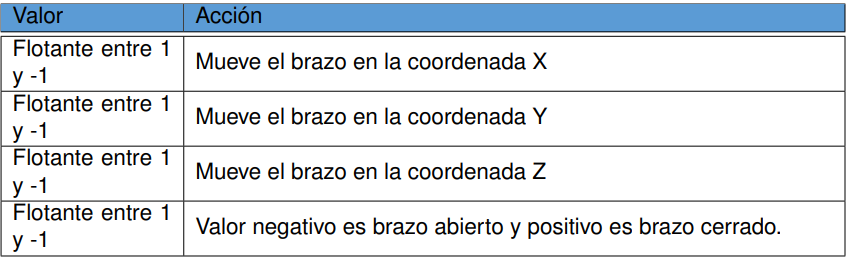 Valor Acción
Flotante entre 1
y -1
Mueve el brazo en la coordenada X
Flotante entre 1
y -1
Mueve el brazo en la coordenada Y
Flotante entre 1
y -1
Mueve el brazo en la coordenada Z
Flotante entre 1
y -1
Valor negativo es brazo abierto y positivo es brazo cerrado.